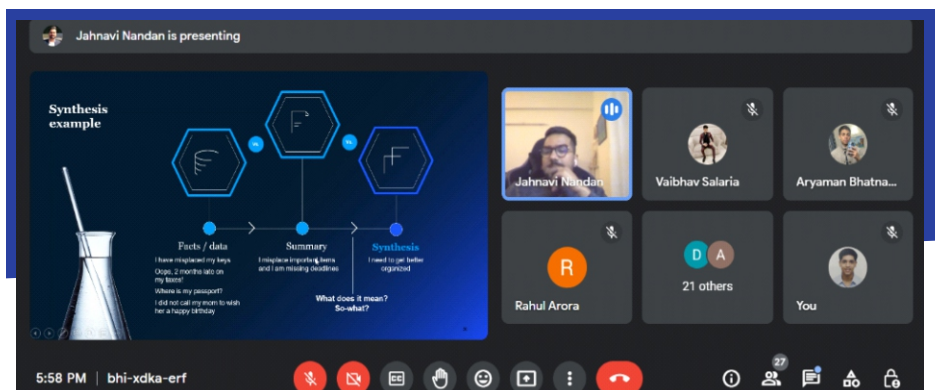 Jahnavi Nandan is presenting
Synthesis
example
vs.
vs.
Facts / data
I have misplaced my keys
Oops, 2 months late on
my taxes!
Where is my passport?
I did not call my mom to wish
her a happy birthday
Summary
I misplace important items
and I am missing deadlines
Synthesis
I need to get better
organized
What does it mean?
So-what?
Jahnavi Nandan
Vaibhav Salaria
Aryaman Bhatna...
R
Rahul Arora
D A
21 others
You
5:58 PM | bhi-xdka-erf
CC
27